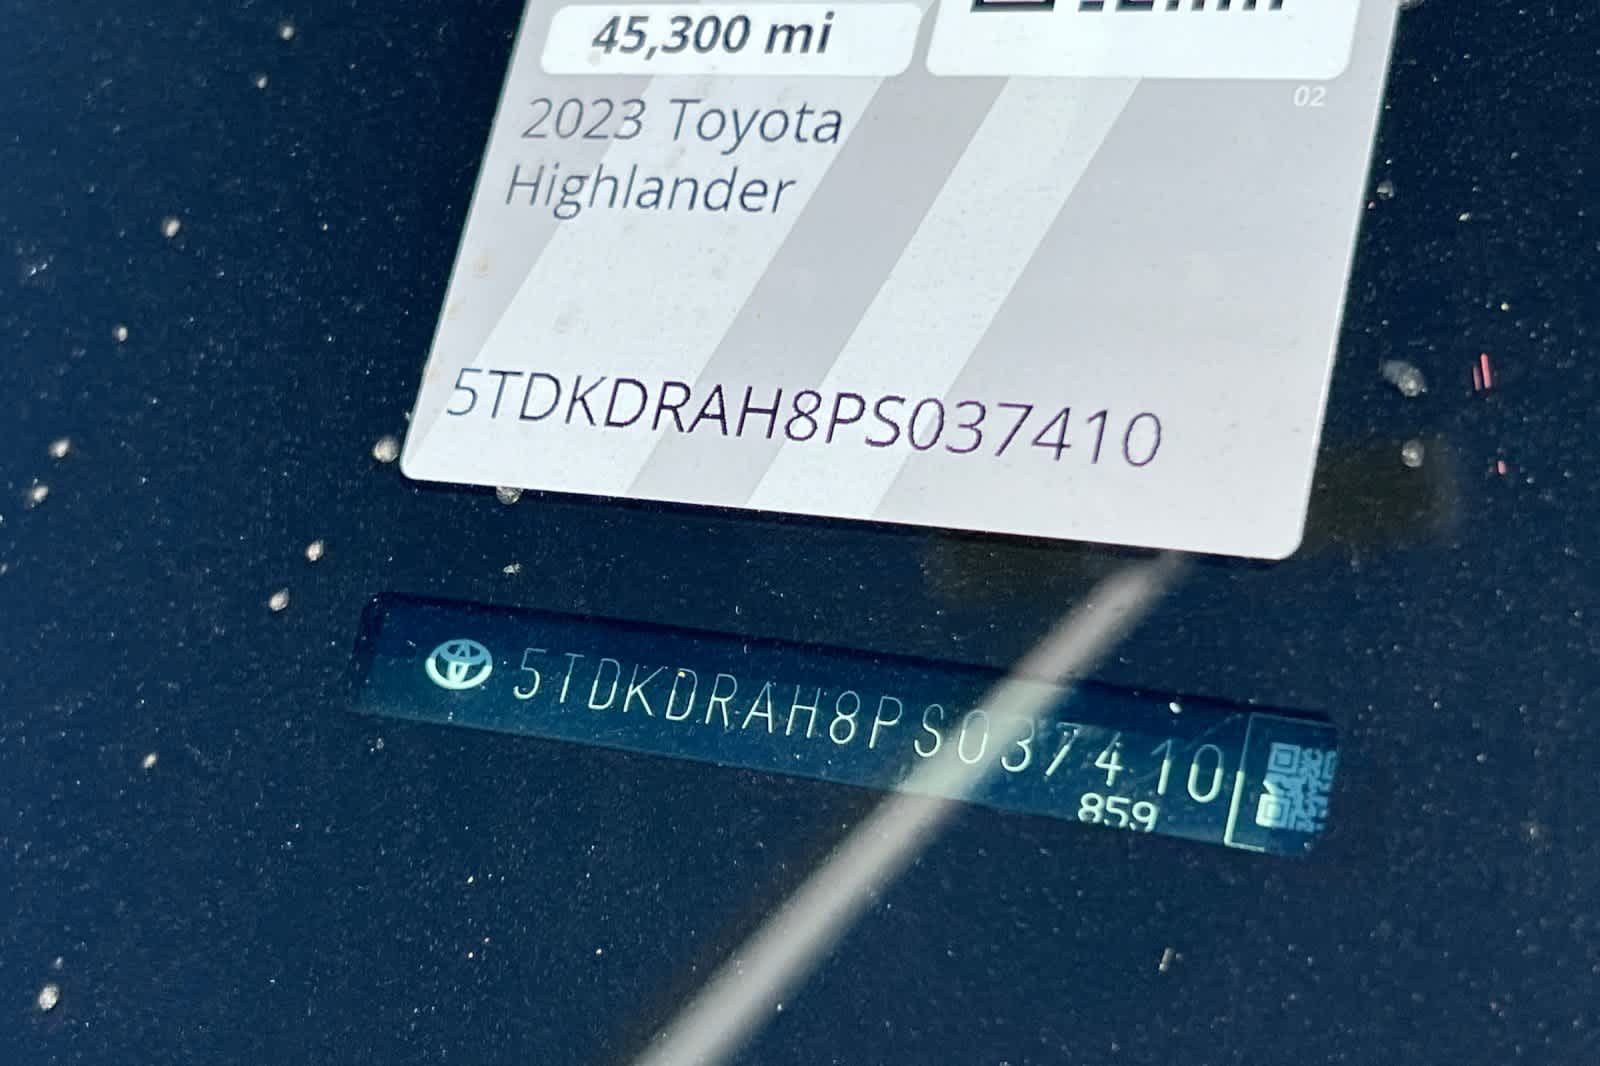 45,300 mi
02
2023 Toyota
Highlander
5TDKDRAH8PS037410
5TDKDRAH8PS037410
859